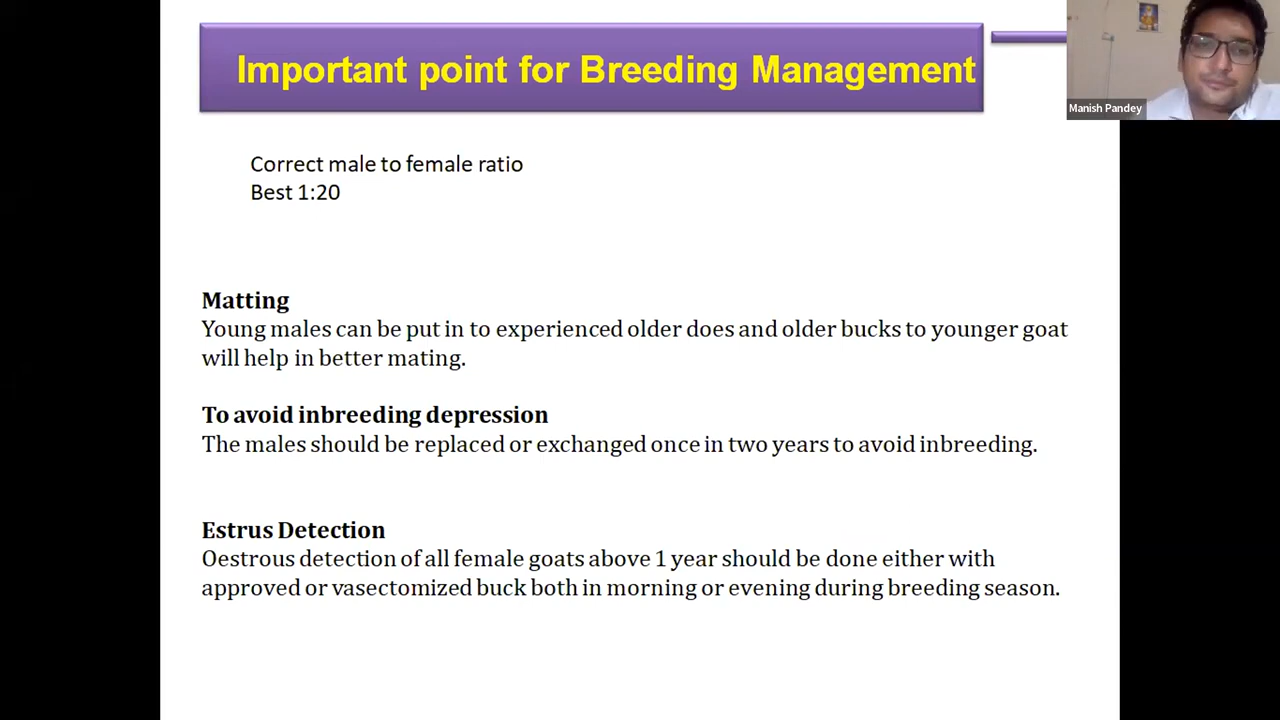 Important point for Breeding Management
Manish Pandey
Correct male to female ratio
Best 1:20
Matting
Young males can be put in to experienced older does and older bucks to younger goat
will help in better mating.
To avoid inbreeding depression
The males should be replaced or exchanged once in two years to avoid inbreeding.
Estrus Detection
Oestrous detection of all female goats above 1 year should be done either with
approved or vasectomized buck both in morning or evening during breeding season.